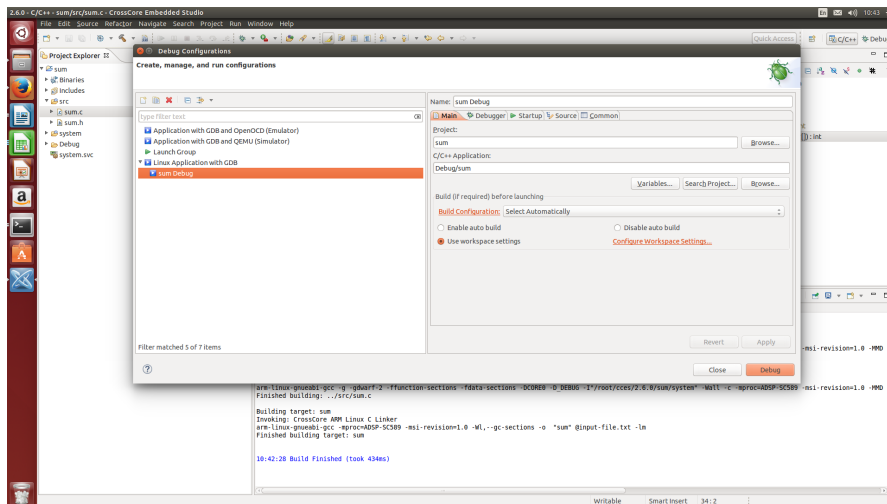 2.6.0 - C/C++ - sum/src/sum.c - CrossCore Embedded Studio
En
10:43
File Edit Source Refactor Navigate Search Project Run Window Help
Quick Access
C/C++
Debu
Project Explorer
sum
Binaries
Includes
src
sum.c
sum.h
system
Debug
system.svc
Debug Configurations
Create, manage, and run configurations
type filter text
Application with GDB and OpenOCD (Emulator)
Application with GDB and QEMU (Simulator)
Launch Group
Linux Application with GDB
sum Debug
Filter matched 5 of 7 items
Name: sum Debug
Main Debugger Startup Source Common
Project:
sum
Browse...
C/C++ Application:
Debug/sum
Variables... Search Project... Browse...
Build (if required) before launching
Build Configuration: Select Automatically
Enable auto build
Disable auto build
Use workspace settings
Configure Workspace Settings...
Revert Apply
Close Debug
) : int
-msi-revision=1.0 -MMD
arm-linux-gnueabi-gcc -g -gdwarf-2 -ffunction-sections -fdata-sections -DCORE0 -D_DEBUG -I"/root/cces/2.6.0/sum/system" -Wall -c -mproc=ADSP-SC589 -msi-revision=1.0 -MMD
Finished building: ../src/sum.c
Building target: sum
Invoking: CrossCore ARM Linux C Linker
arm-linux-gnueabi-gcc -mproc=ADSP-SC589 -msi-revision=1.0 -Wl,--gc-sections -o "sum" @input-file.txt -lm
Finished building target: sum
10:42:28 Build Finished (took 434ms)
Writable
Smart Insert
34 : 2